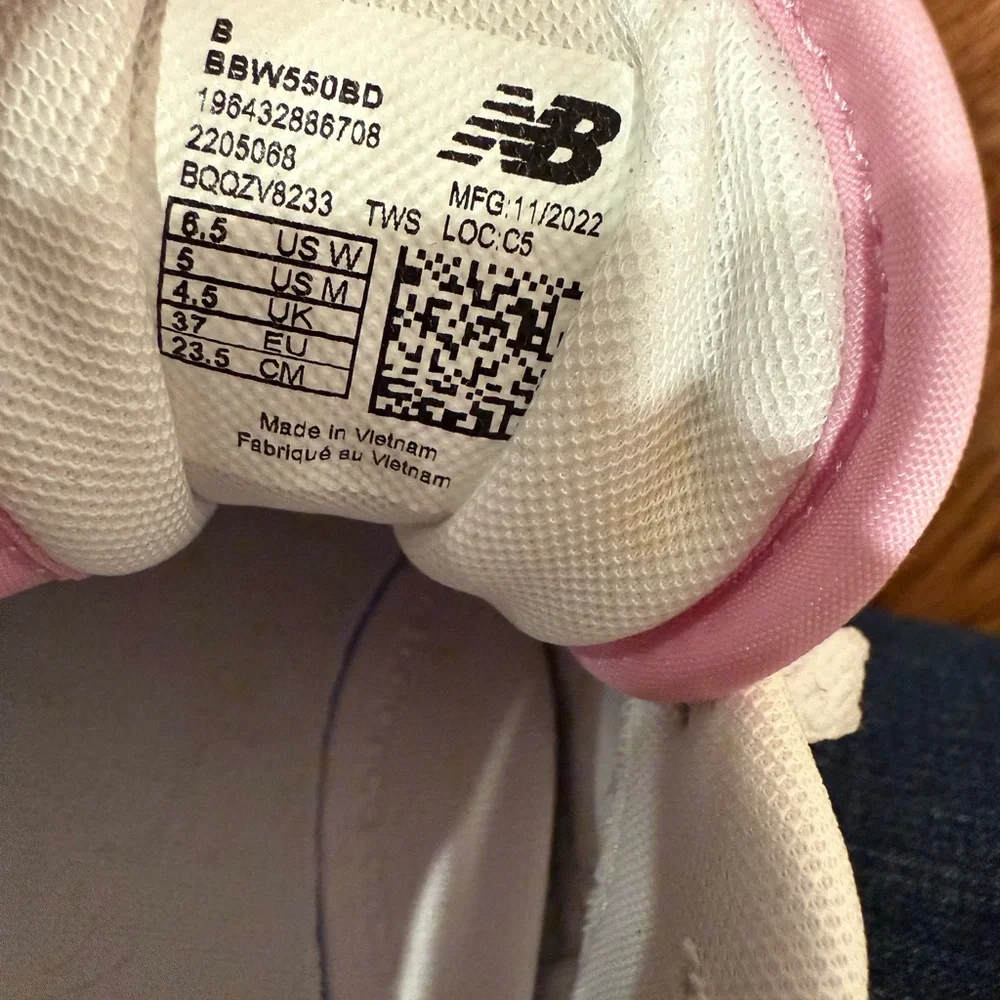 B
BBW550BD
196432886708
2205068
BQQZV8233
NB
MFG:11/2022
TWS LOC:C5
6.5 US W
5 US M
4.5 UK
37 EU
23.5 CM
Made in Vietnam
Fabriqué au Vietnam